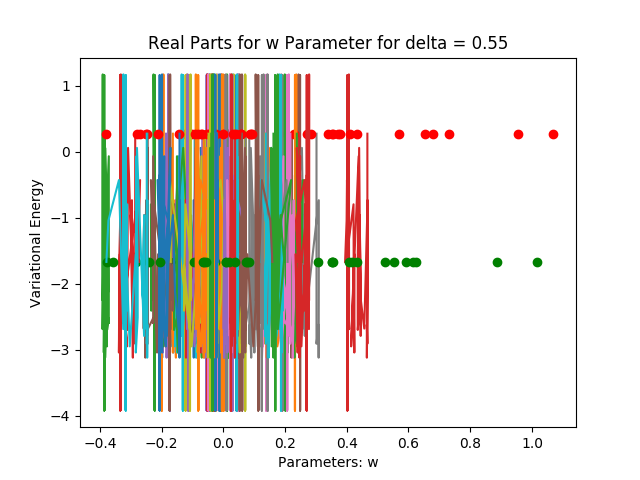 Real Parts for w Parameter for delta = 0.55
Variational Energy
1
0
−1
−2
−3
−4
−0.4 −0.2 0.0 0.2 0.4 0.6 0.8 1.0
Parameters: w